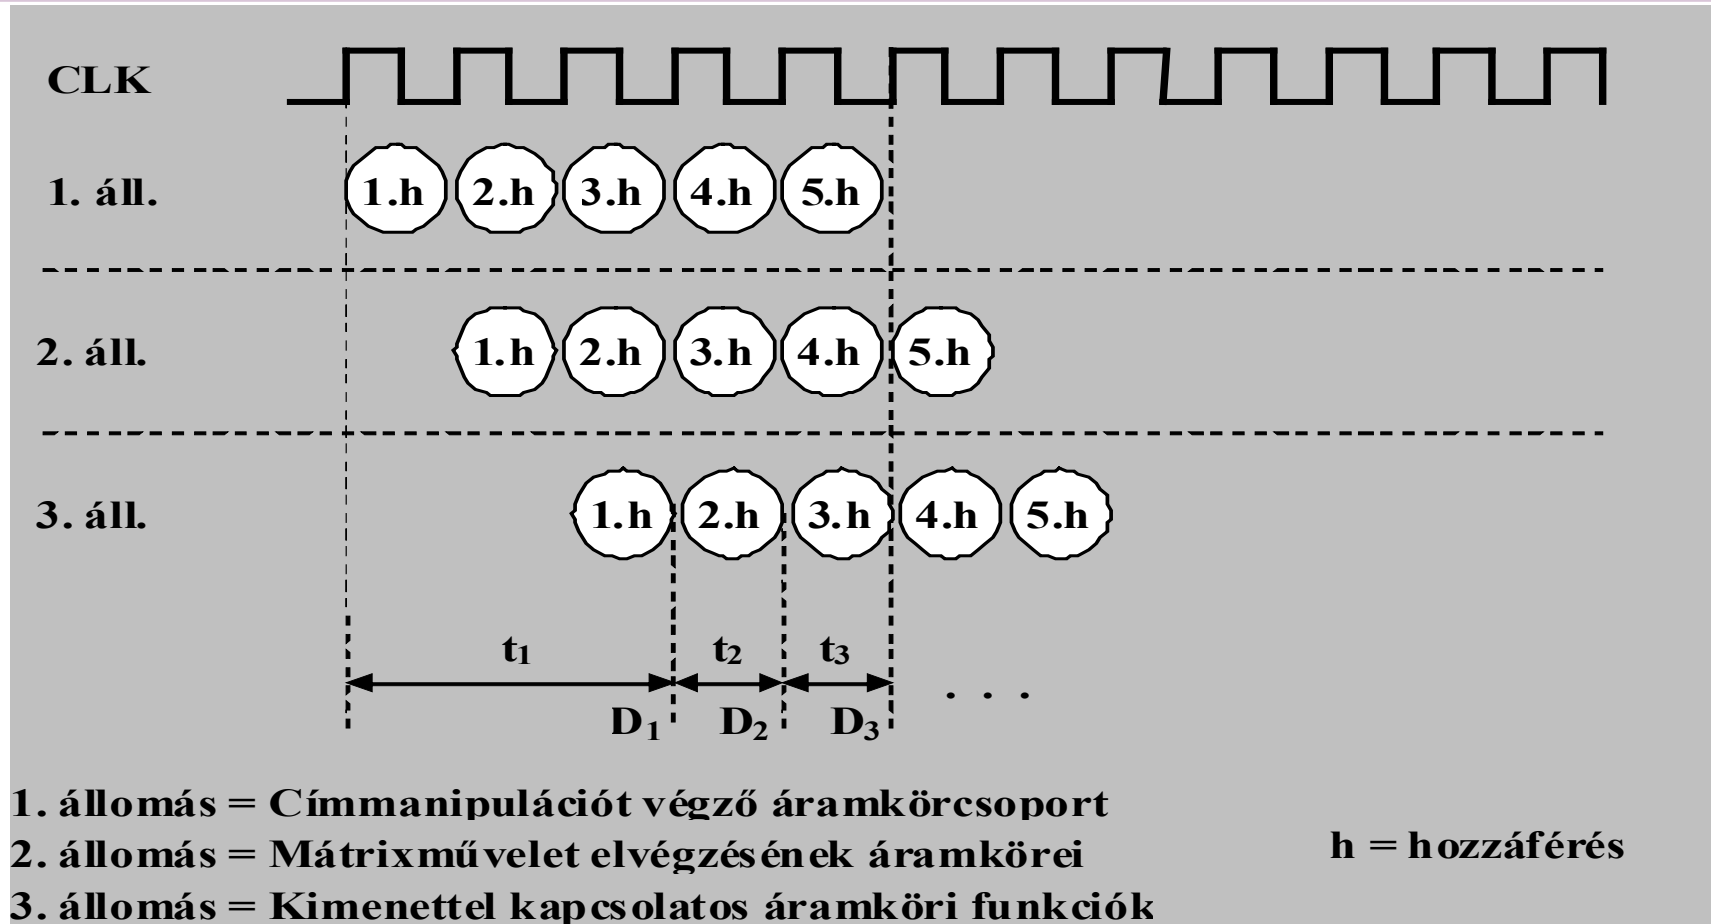 CLK
1. áll. 1.h 2.h 3.h 4.h 5.h
2. áll. 1.h 2.h 3.h 4.h 5.h
3. áll. 1.h 2.h 3.h 4.h 5.h
t1 t2 t3
. . .
D1 D2 D3
1. állomás = Címmanipulációt végző áramkörcsoport
2. állomás = Mátrixművelet elvégzésének áramkörei
h = hozzáférés
3. állomás = Kimenettel kapcsolatos áramköri funkciók